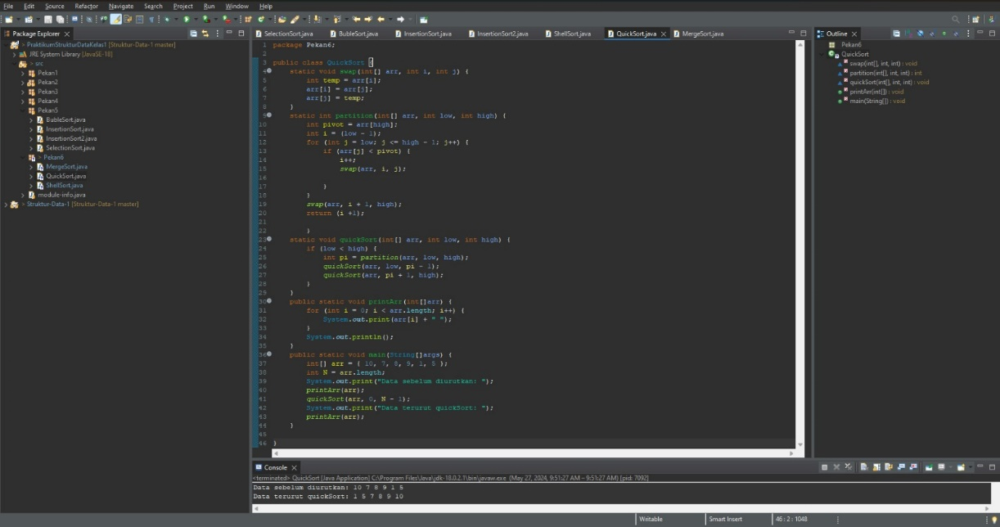 File Edit Source Refactor Navigate Search Project Run Window Help
Package Explorer
> PraktikumStrukturDataKelas1 [Struktur-Data-1 master]
JRE System Library [JavaSE-18]
> src
Pekan1
Pekan2
Pekan3
Pekan4
Pekan5
BubleSort.java
InsertionSort.java
InsertionSort2.java
SelectionSort.java
> Pekan6
MergeSort.java
QuickSort.java
ShellSort.java
module-info.java
> Struktur-Data-1 [Struktur-Data-1 master]
SelectionSort.java BubleSort.java InsertionSort.java InsertionSort2.java ShellSort.java QuickSort.java MergeSort.java
1 package Pekan6;
2
3 public class QuickSort {
4 static void swap(int[] arr, int i, int j) {
5 int temp = arr[i];
6 arr[i] = arr[j];
7 arr[j] = temp;
8 }
9 static int partition(int[] arr, int low, int high) {
10 int pivot = arr[high];
11 int i = (low - 1);
12 for (int j = low; j <= high - 1; j++) {
13 if (arr[j] < pivot) {
14 i++;
15 swap(arr, i, j);
16
17 }
18 }
19 swap(arr, i + 1, high);
20 return (i +1);
21
22 }
23 static void quickSort(int[] arr, int low, int high) {
24 if (low < high) {
25 int pi = partition(arr, low, high);
26 quickSort(arr, low, pi - 1);
27 quickSort(arr, pi + 1, high);
28 }
29 }
30 public static void printArr(int[]arr) {
31 for (int i = 0; i < arr.length; i++) {
32 System.out.print(arr[i] + " ");
33 }
34 System.out.println();
35 }
36 public static void main(String[]args) {
37 int[] arr = { 10, 7, 8, 9, 1, 5 };
38 int N = arr.length;
39 System.out.print("Data sebelum diurutkan: ");
40 printArr(arr);
41 quickSort(arr, 0, N - 1);
42 System.out.print("Data terurut quickSort: ");
43 printArr(arr);
44 }
45
46 }
Outline
Pekan6
QuickSort
swap(int[], int, int) : void
partition(int[], int, int) : int
quickSort(int[], int, int) : void
printArr(int[]) : void
main(String[]) : void
Console
<terminated> QuickSort [Java Application] C:\Program Files\Java\jdk-18.0.2.1\bin\javaw.exe (May 27, 2024, 9:51:27 AM – 9:51:27 AM) [pid: 7092]
Data sebelum diurutkan: 10 7 8 9 1 5
Data terurut quickSort: 1 5 7 8 9 10
Writable Smart Insert 46 : 2 : 1048